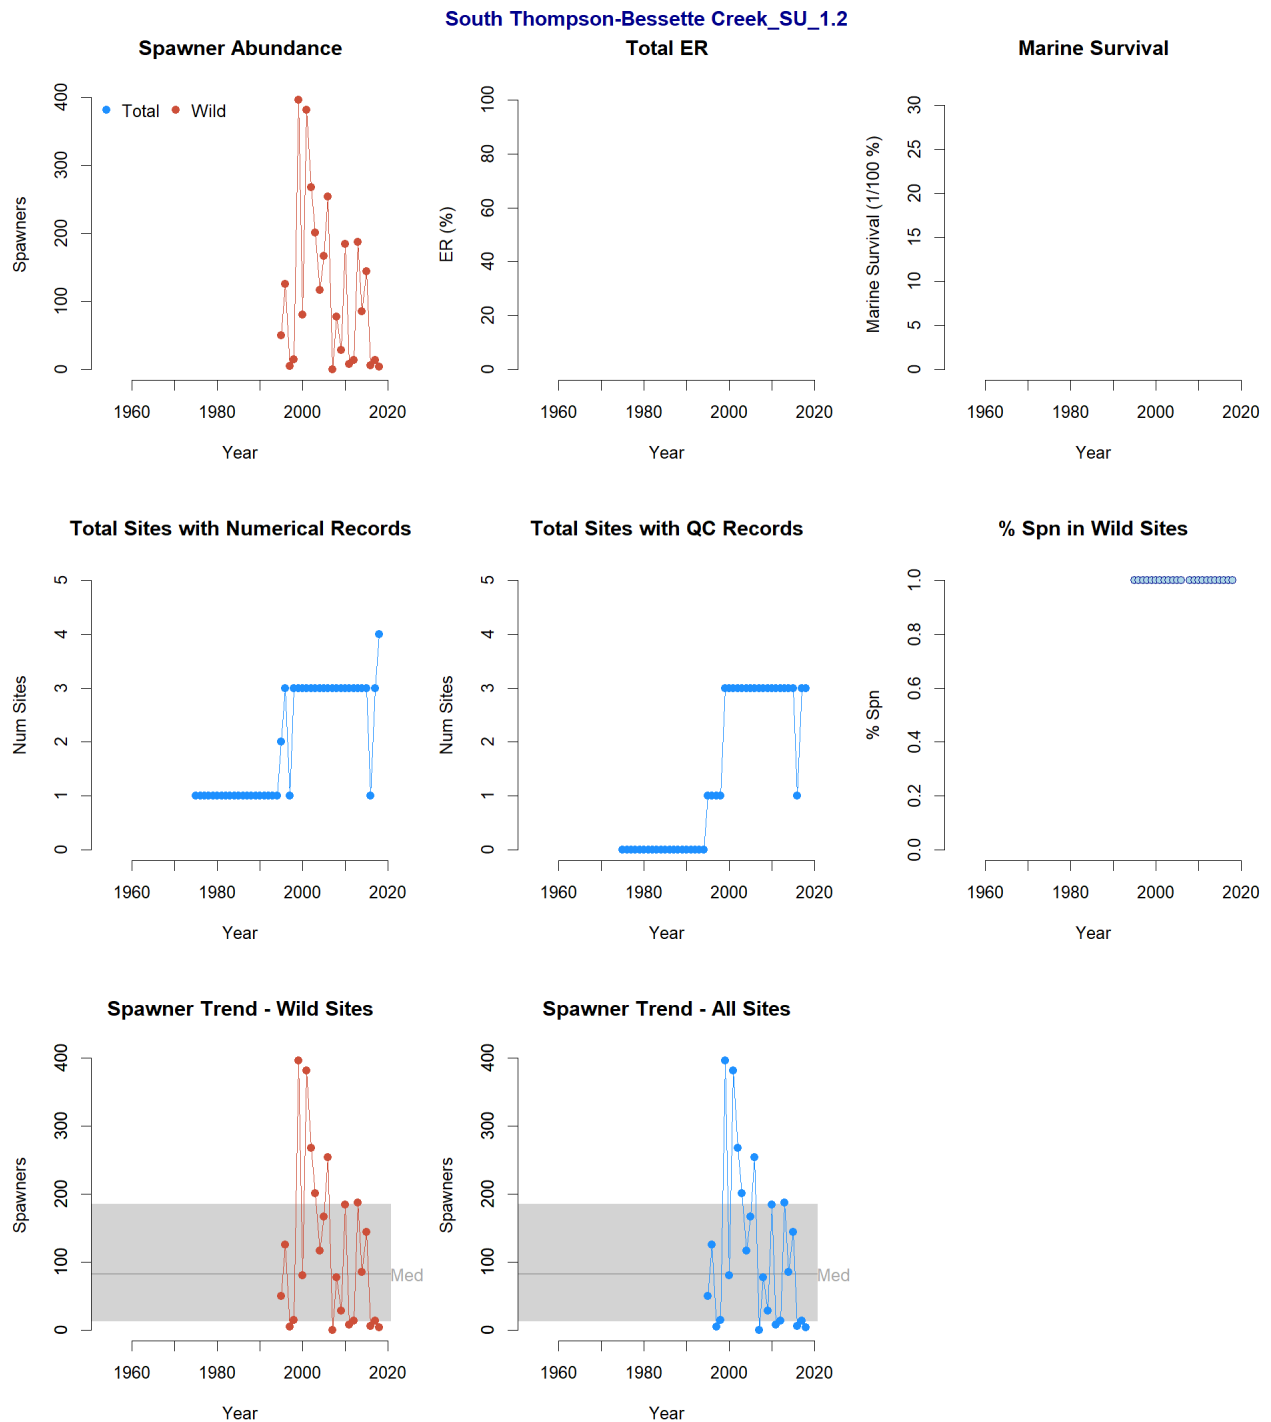 South Thompson-Bessette Creek_SU_1.2
Spawner Abundance
Total ER
Marine Survival
Total
Wild
Spawners
0
100
200
300
400
1960
1980
2000
2020
Year
ER (%)
0
20
40
60
80
100
1960
1980
2000
2020
Year
Marine Survival (1/100 %)
0
5
10
15
20
25
30
1960
1980
2000
2020
Year
Total Sites with Numerical Records
Total Sites with QC Records
% Spn in Wild Sites
Num Sites
0
1
2
3
4
5
1960
1980
2000
2020
Year
Num Sites
0
1
2
3
4
5
1960
1980
2000
2020
Year
% Spn
0.0
0.2
0.4
0.6
0.8
1.0
1960
1980
2000
2020
Year
Spawner Trend - Wild Sites
Spawner Trend - All Sites
Spawners
0
100
200
300
400
Med
1960
1980
2000
2020
Year
Spawners
0
100
200
300
400
Med
1960
1980
2000
2020
Year